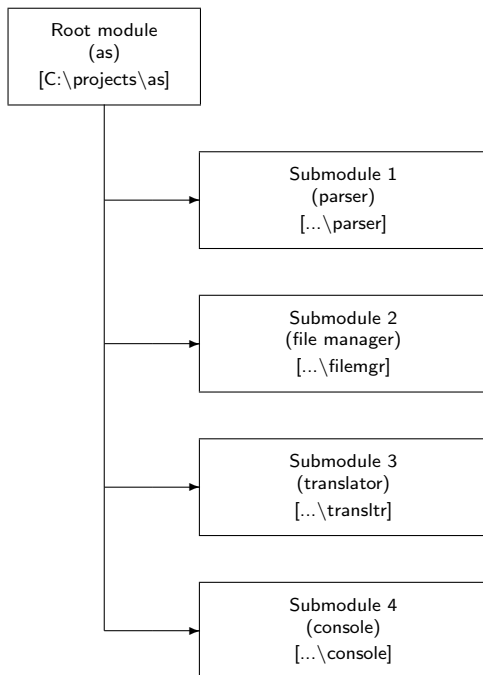 Root module
(as)
[C:\projects\as]
Submodule 1
(parser)
[...\parser]
Submodule 2
(file manager)
[...\filemgr]
Submodule 3
(translator)
[...\transltr]
Submodule 4
(console)
[...\console]